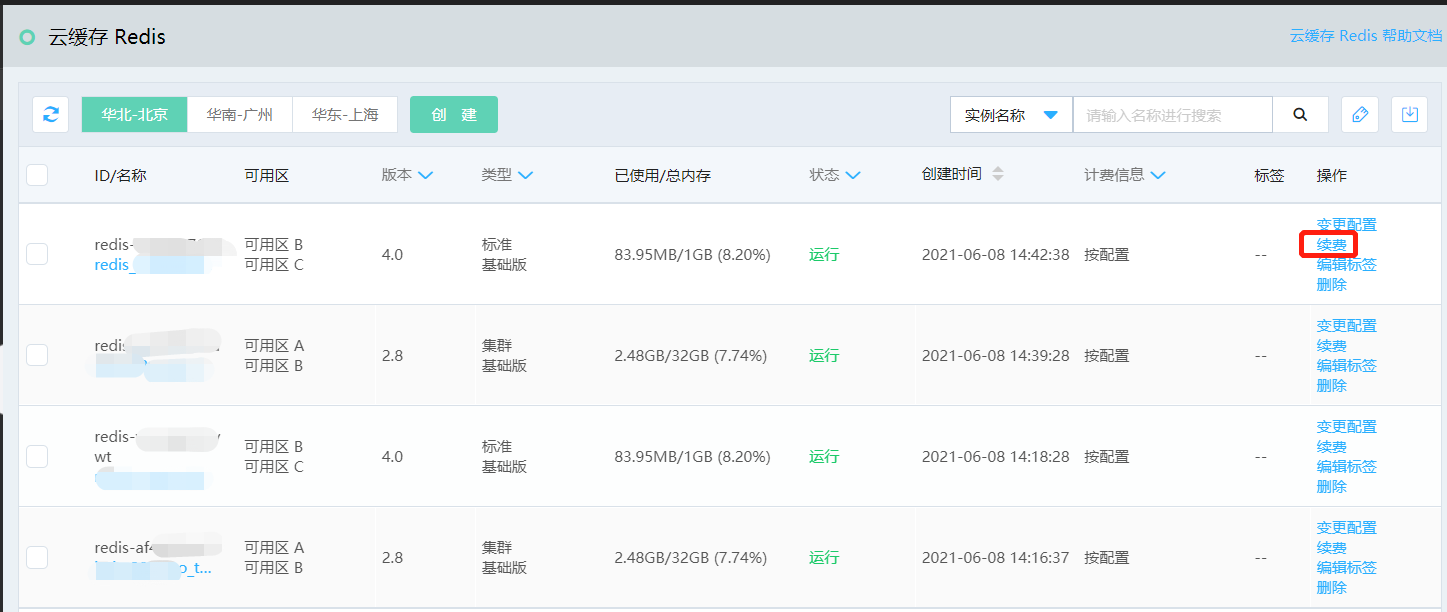 云缓存 Redis
云缓存 Redis 帮助文档
华北-北京 华南-广州 华东-上海 创 建 实例名称 请输入名称进行搜索
ID/名称 可用区 版本 类型 已使用/总内存 状态 创建时间 计费信息 标签 操作
redis- 可用区 B 4.0 标准 83.95MB/1GB (8.20%) 运行 2021-06-08 14:42:38 按配置 -- 变更配置
redis_ 可用区 C 基础版 续费
编辑标签
删除
redis 可用区 A 2.8 集群 2.48GB/32GB (7.74%) 运行 2021-06-08 14:39:28 按配置 -- 变更配置
可用区 B 基础版 续费
编辑标签
删除
redis- 可用区 B 4.0 标准 83.95MB/1GB (8.20%) 运行 2021-06-08 14:18:28 按配置 -- 变更配置
wt 可用区 C 基础版 续费
编辑标签
删除
redis-af 可用区 A 2.8 集群 2.48GB/32GB (7.74%) 运行 2021-06-08 14:16:37 按配置 -- 变更配置
o_t... 可用区 B 基础版 续费
编辑标签
删除